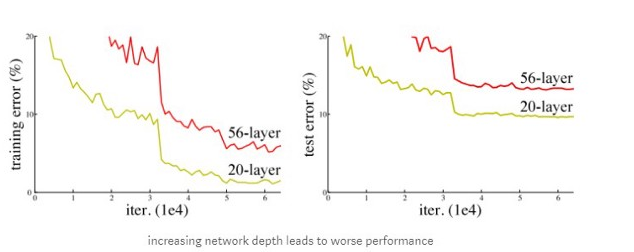 training error (%)
20
10
0
0 1 2 3 4 5 6
iter. (1e4)
56-layer
20-layer
test error (%)
20
10
0
0 1 2 3 4 5 6
iter. (1e4)
56-layer
20-layer
increasing network depth leads to worse performance